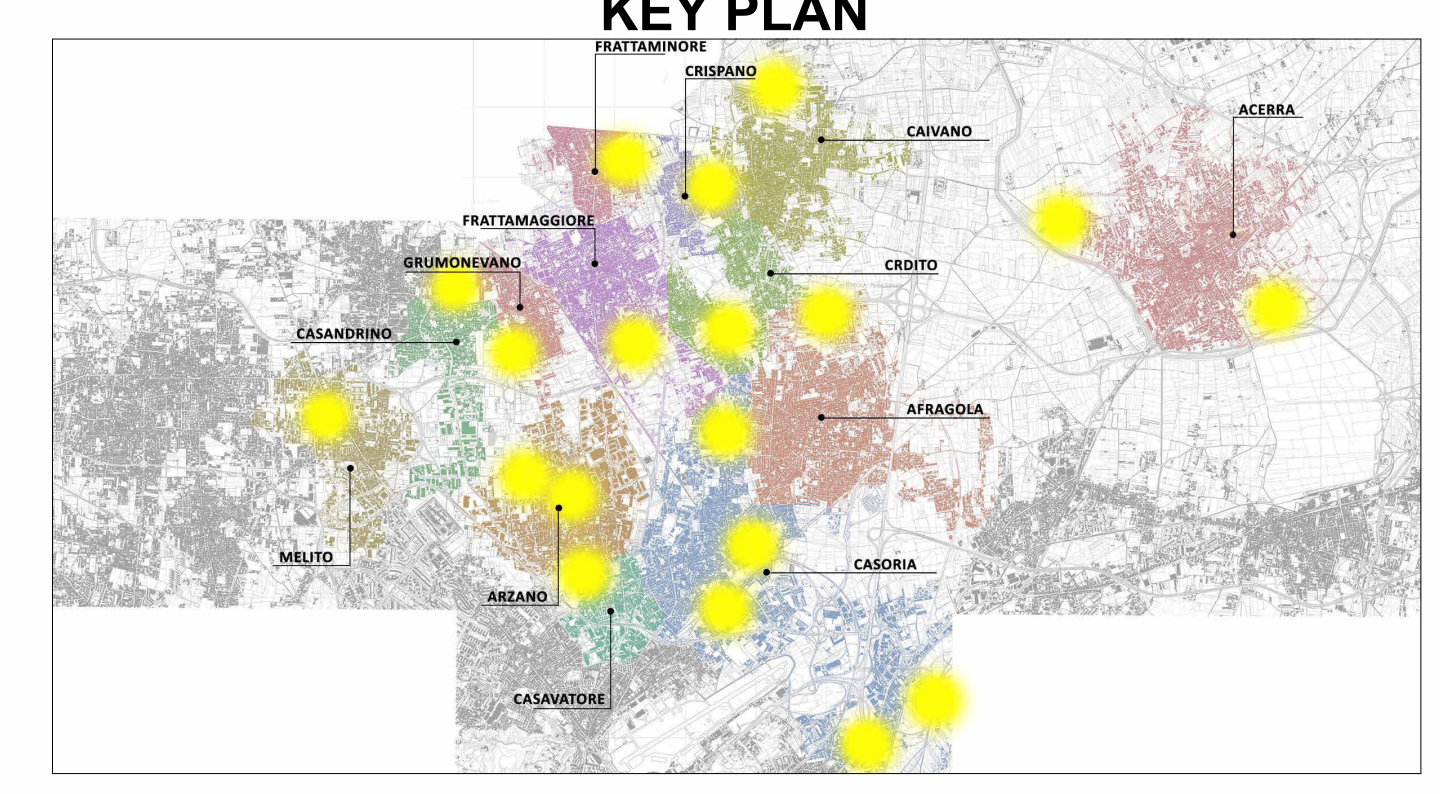 KEY PLAN
FRATTAMINORE
CRISPANO
ACERRA
CAIVANO
FRATTAMAGGIORE
GRUMONEVANO
CRDITO
CASANDRINO
AFRAGOLA
MELITO
CASORIA
ARZANO
CASAVATORE